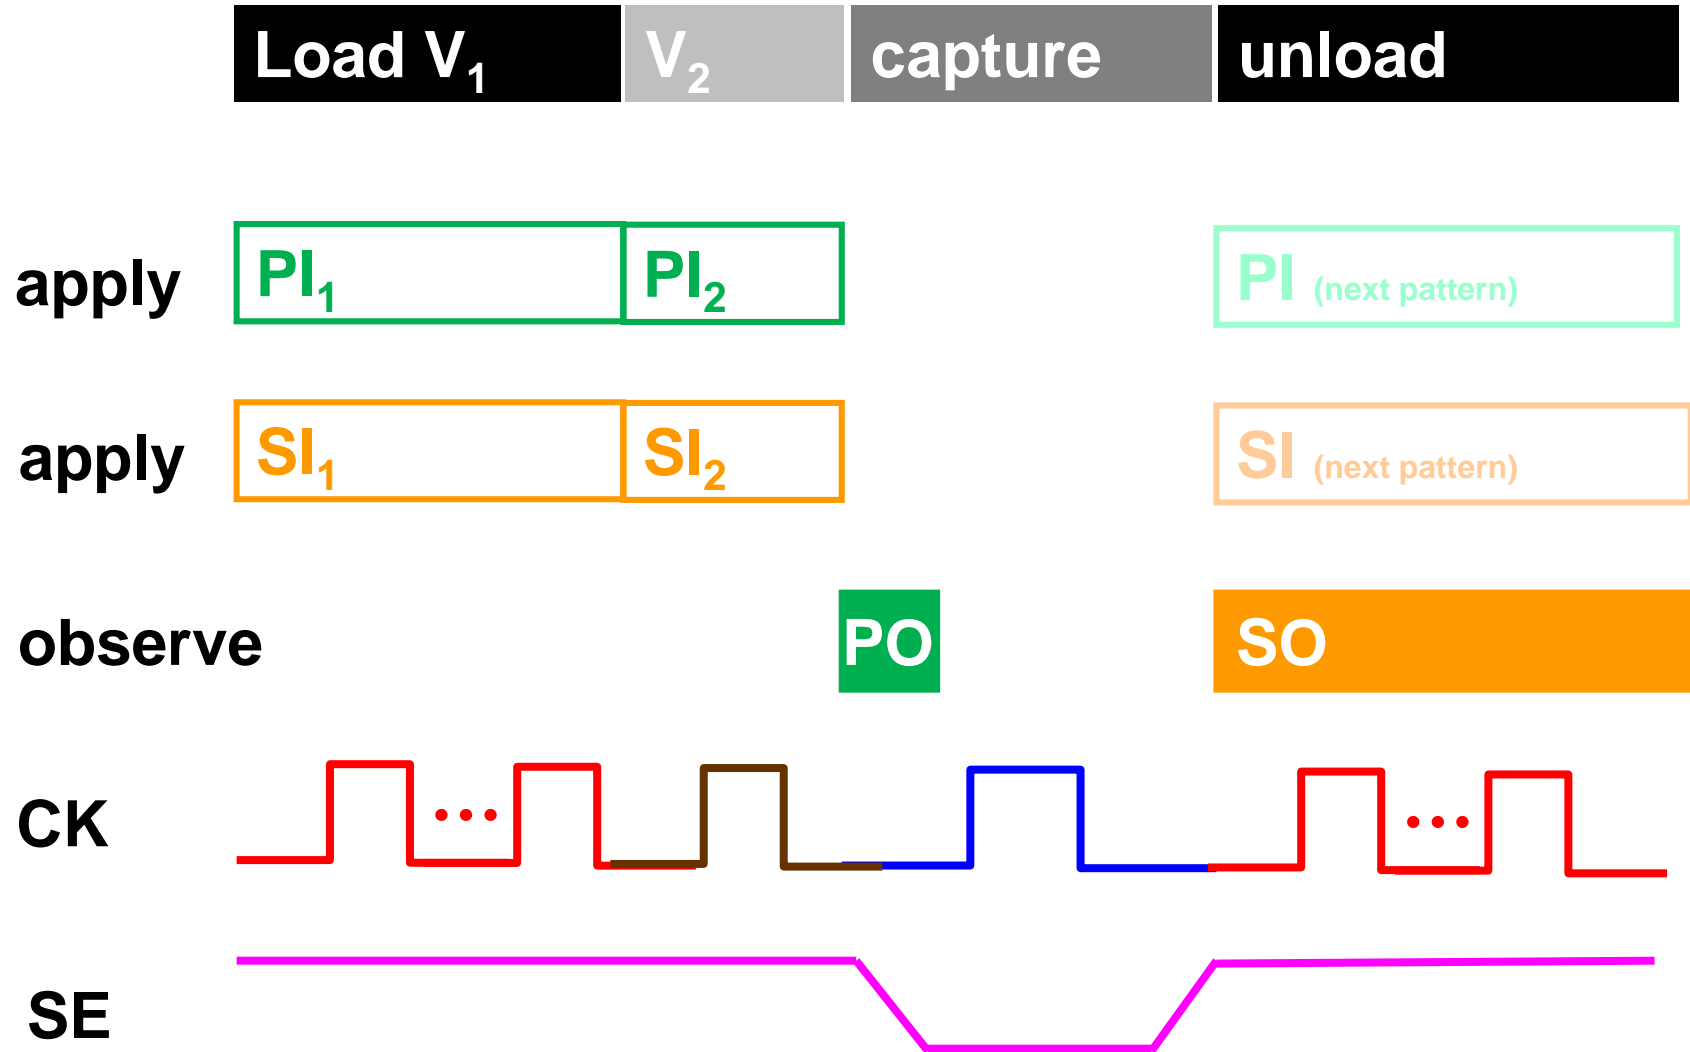 Load V1 V2 capture unload
apply PI1 PI2 PI (next pattern)
apply SI1 SI2 SI (next pattern)
observe PO SO
CK ... ...
SE